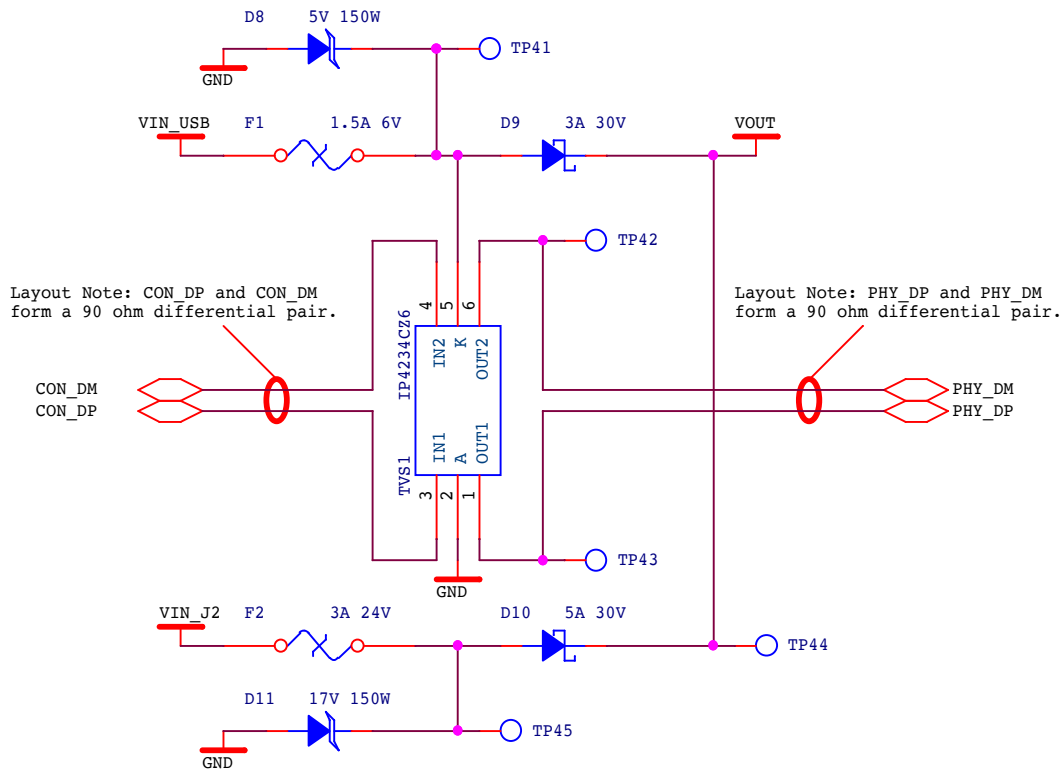 D8 5V 150W
TP41
GND
VIN_USB F1 1.5A 6V D9 3A 30V VOUT
TP42
Layout Note: CON_DP and CON_DM
form a 90 ohm differential pair.
Layout Note: PHY_DP and PHY_DM
form a 90 ohm differential pair.
4 5 6
IN2 K OUT2
IP4234CZ6
CON_DM
CON_DP
PHY_DM
PHY_DP
TVS1
IN1 A OUT1
3 2 1
TP43
GND
VIN_J2 F2 3A 24V D10 5A 30V
TP44
D11 17V 150W
TP45
GND